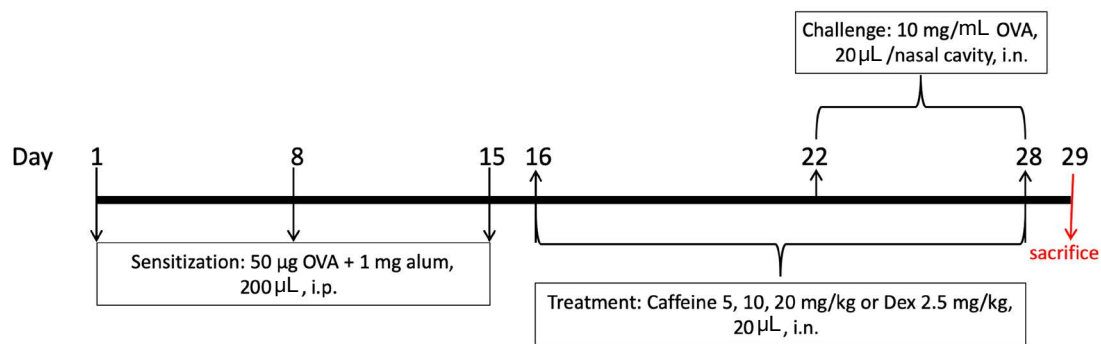 Challenge: 10 mg/mL OVA,
20 µL /nasal cavity, i.n.
Day 1 8 15 16 22 28 29
Sensitization: 50 µg OVA + 1 mg alum,
200 µL , i.p.
sacrifice
Treatment: Caffeine 5, 10, 20 mg/kg or Dex 2.5 mg/kg,
20 µL, i.n.